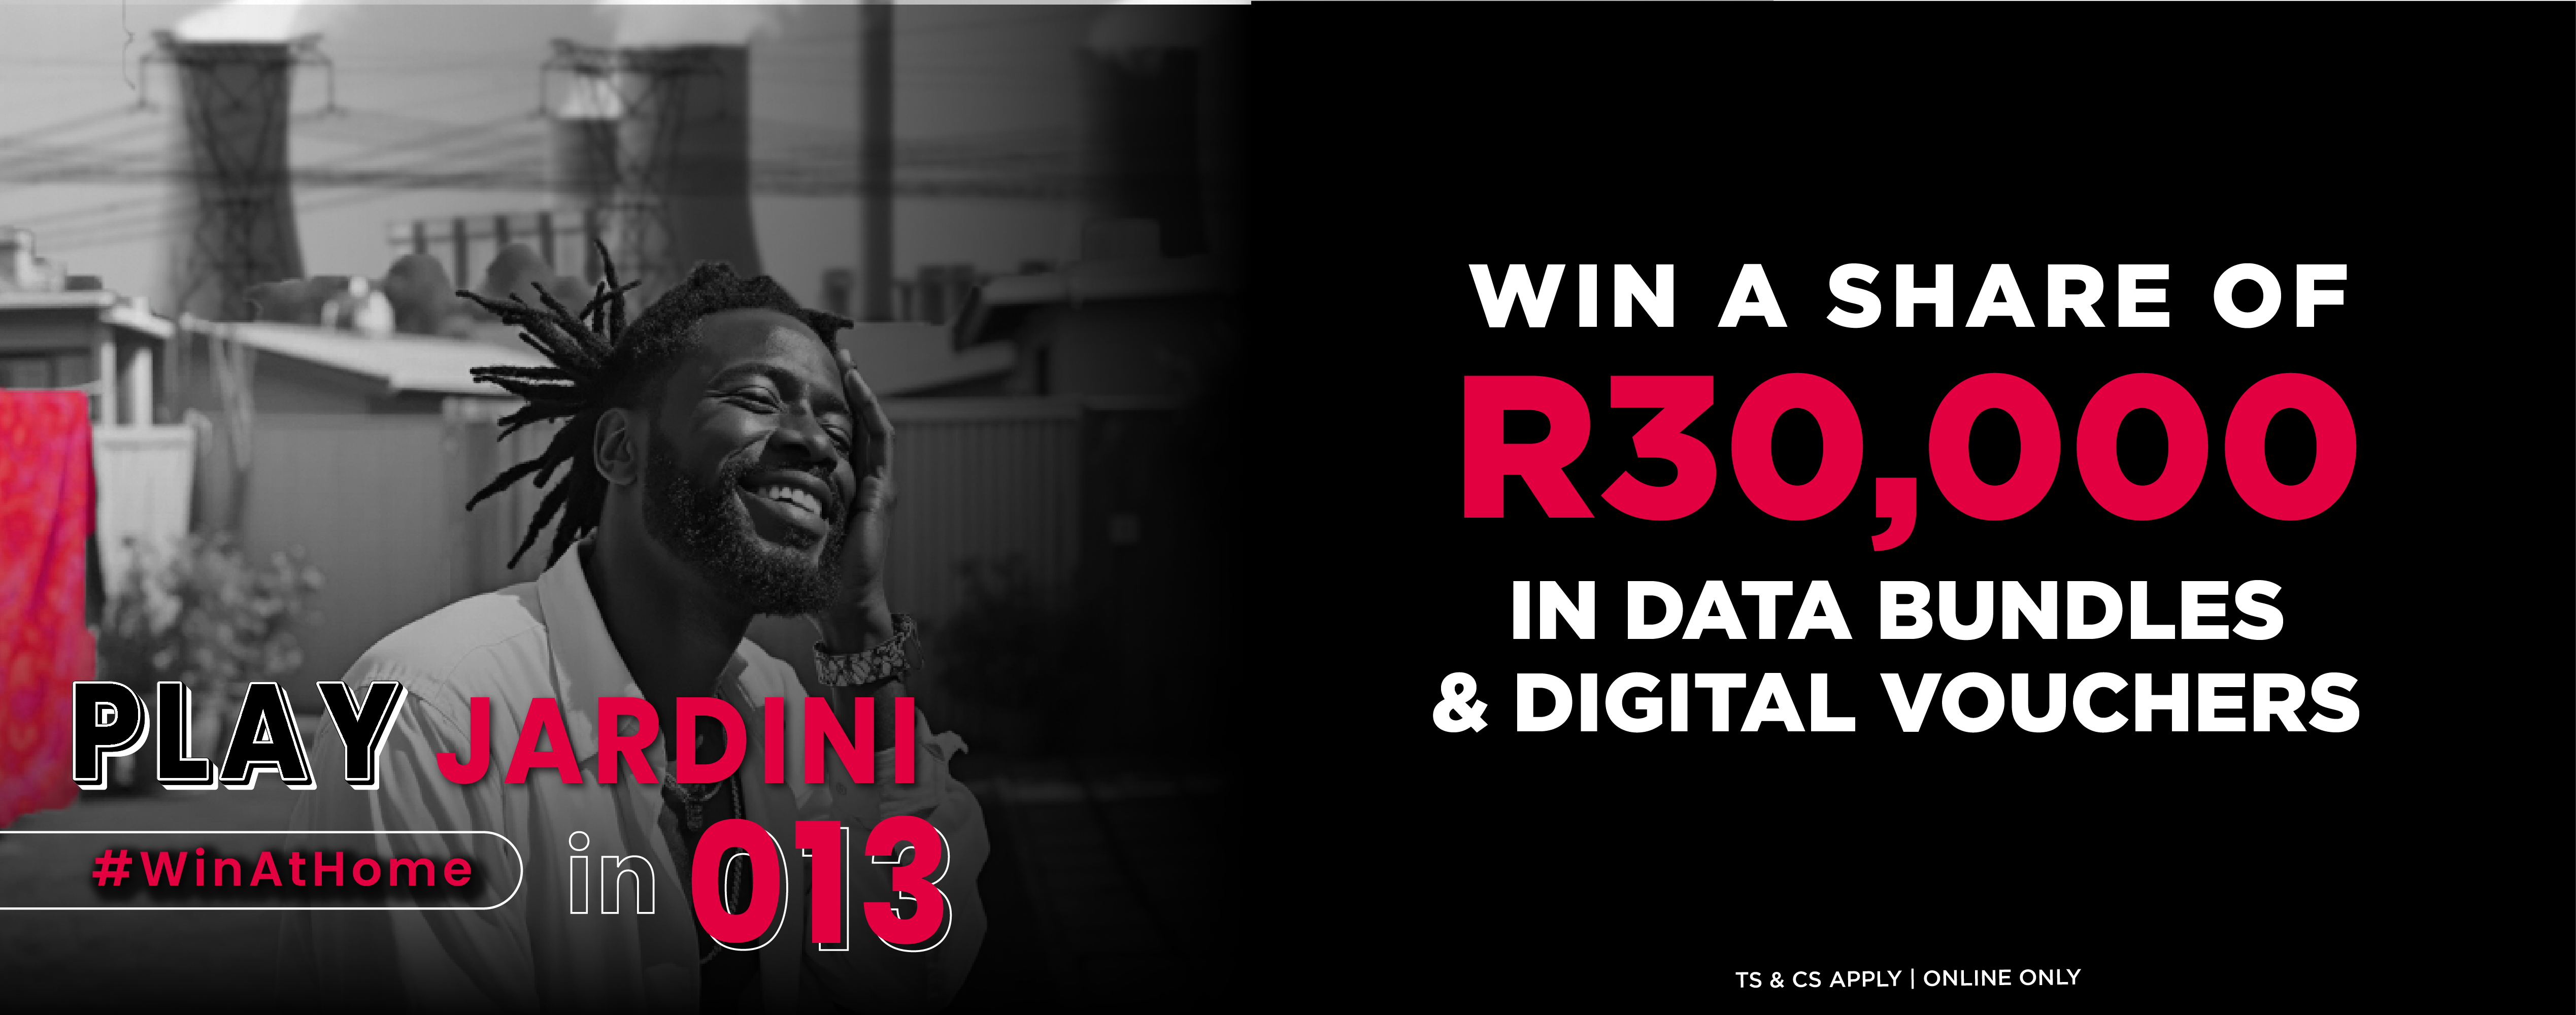 PLAY JARDINI
#WinAtHome in 013
WIN A SHARE OF
R30,000
IN DATA BUNDLES
& DIGITAL VOUCHERS
TS & CS APPLY | ONLINE ONLY